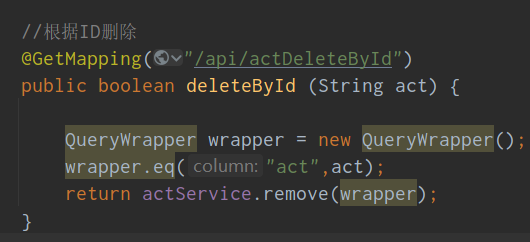 //根据ID删除
@GetMapping("/api/actDeleteById")
public boolean deleteById (String act) {
QueryWrapper wrapper = new QueryWrapper();
wrapper.eq( column: "act",act);
return actService.remove(wrapper);
}